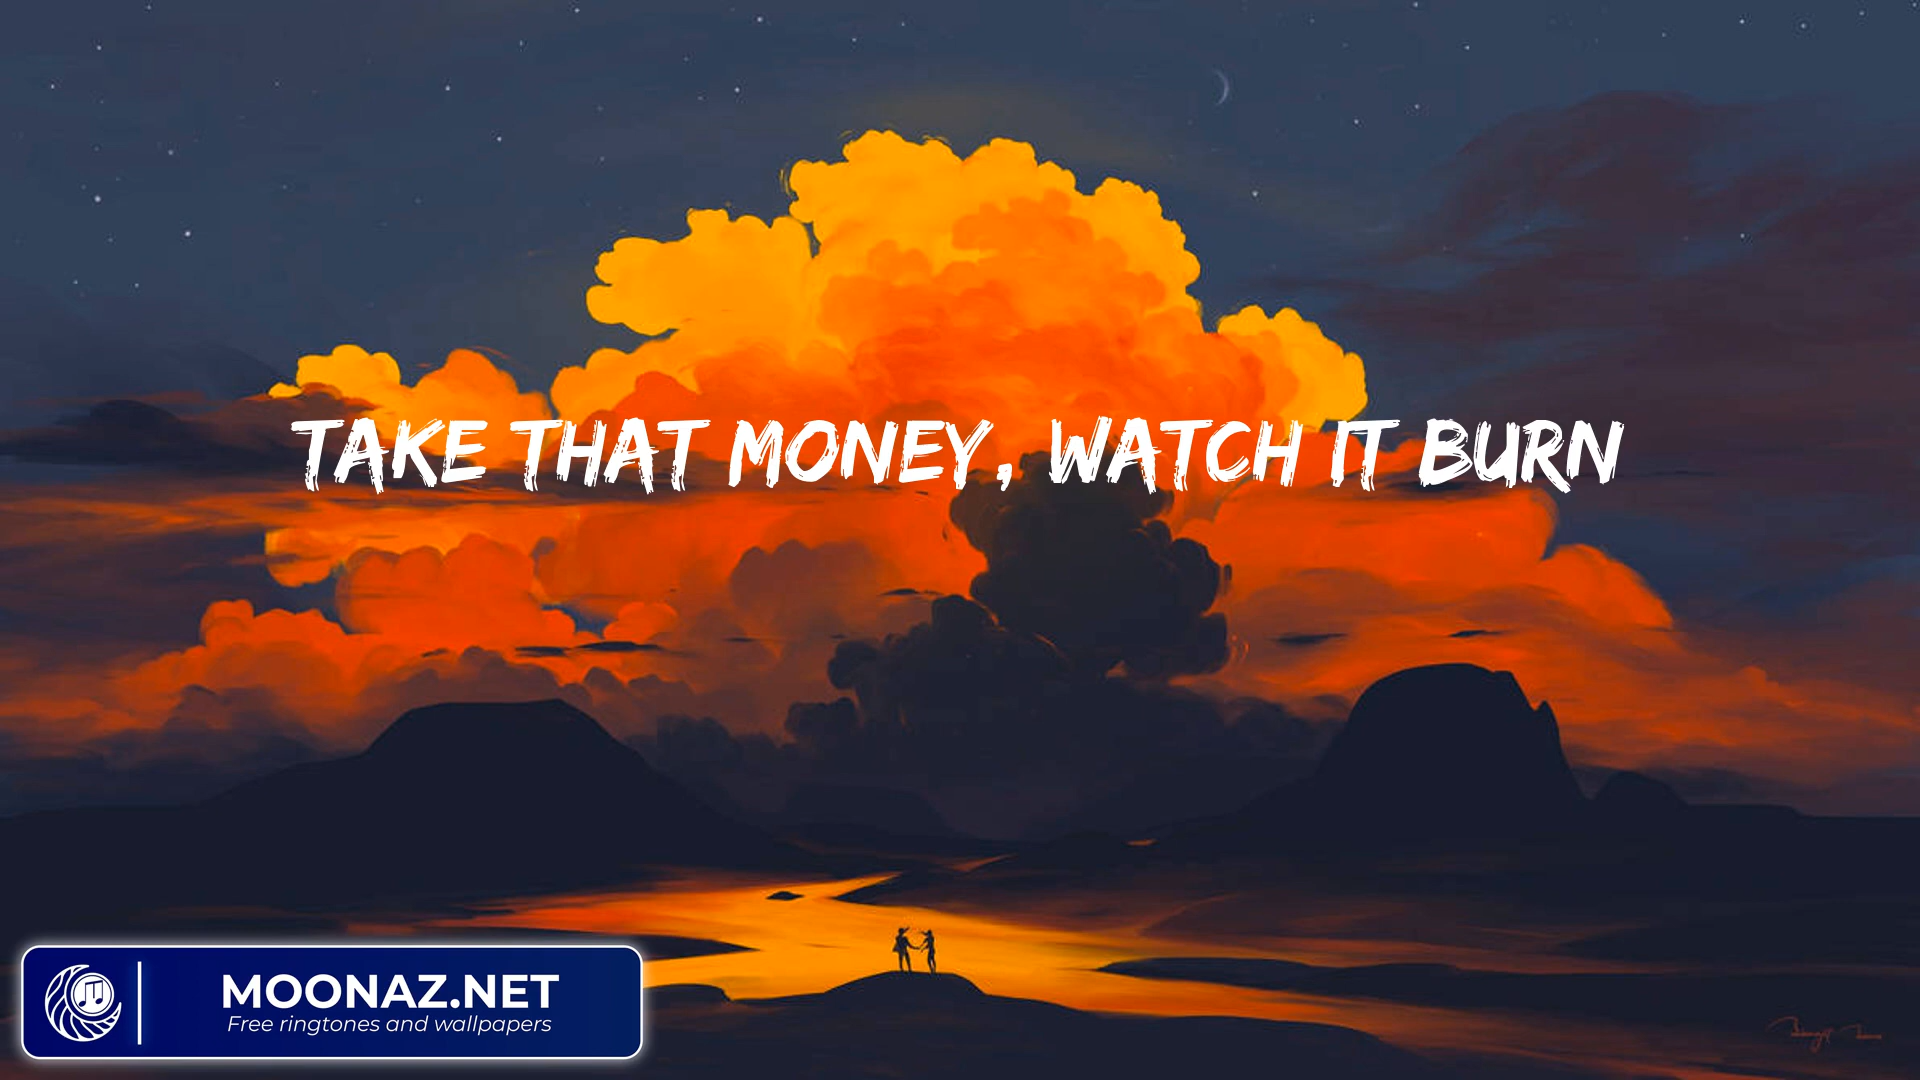 TAKE THAT MONEY, WATCH IT BURN
MOONAZ.NET
Free ringtones and wallpapers